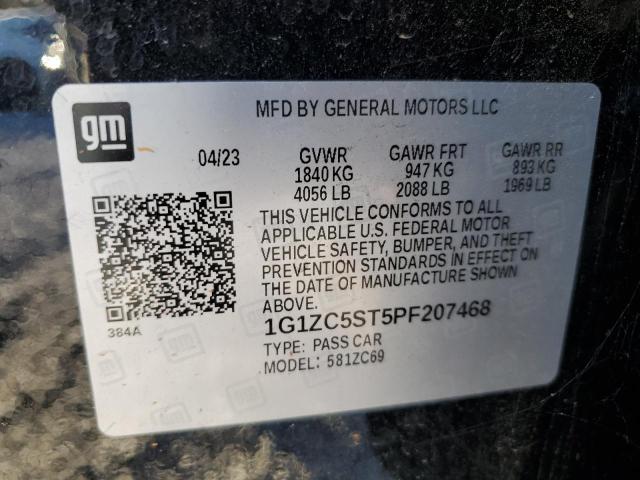 gm
MFD BY GENERAL MOTORS LLC
04/23 GVWR GAWR FRT GAWR RR
1840 KG 947 KG 893 KG
4056 LB 2088 LB 1969 LB
THIS VEHICLE CONFORMS TO ALL
APPLICABLE U.S. FEDERAL MOTOR
VEHICLE SAFETY, BUMPER, AND THEFT
PREVENTION STANDARDS IN EFFECT ON
THE DATE OF MANUFACTURE SHOWN
ABOVE.
384A
1G1ZC5ST5PF207468
TYPE: PASS CAR
MODEL: 581ZC69